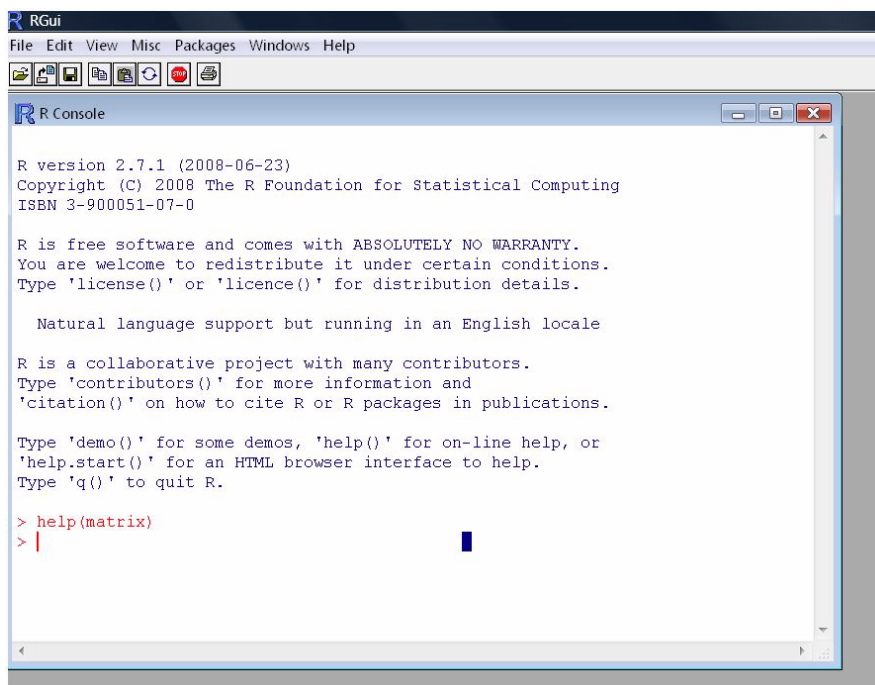 RGui
File Edit View Misc Packages Windows Help
STOP
R Console
R version 2.7.1 (2008-06-23)
Copyright (C) 2008 The R Foundation for Statistical Computing
ISBN 3-900051-07-0
R is free software and comes with ABSOLUTELY NO WARRANTY.
You are welcome to redistribute it under certain conditions.
Type 'license()' or 'licence()' for distribution details.
Natural language support but running in an English locale
R is a collaborative project with many contributors.
Type 'contributors()' for more information and
'citation()' on how to cite R or R packages in publications.
Type 'demo()' for some demos, 'help()' for on-line help, or
'help.start()' for an HTML browser interface to help.
Type 'q()' to quit R.
> help(matrix)
>